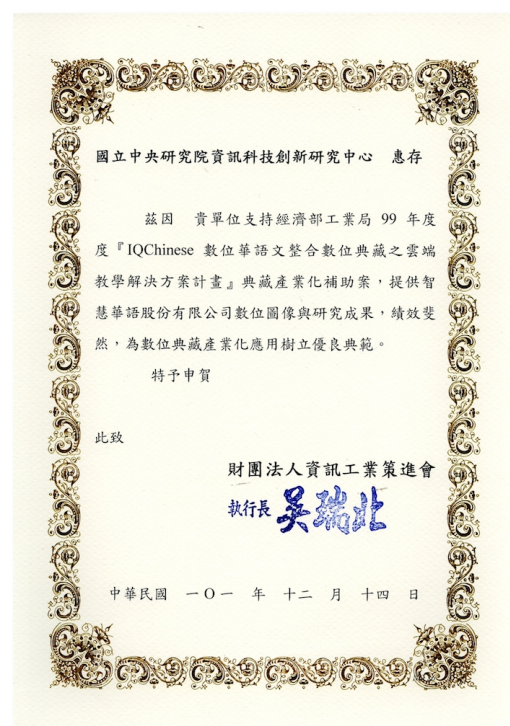 國立中央研究院資訊科技創新研究中心 惠存
茲因 貴單位支持經濟部工業局 99 年度
度『IQChinese 數位華語文整合數位典藏之雲端
教學解決方案計畫』典藏產業化補助案，提供智
慧華語股份有限公司數位圖像與研究成果，績效斐
然，為數位典藏產業化應用樹立優良典範。
特予申賀
此致
財團法人資訊工業策進會
執行長 吳瑞北
中華民國 一〇一 年 十二 月 十四 日